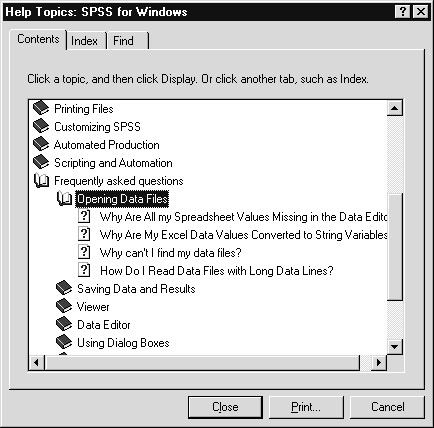 Help Topics: SPSS for Windows
Contents Index Find
Click a topic, and then click Display. Or click another tab, such as Index.
Printing Files
Customizing SPSS
Automated Production
Scripting and Automation
Frequently asked questions
Opening Data Files
? Why Are All my Spreadsheet Values Missing in the Data Edito
? Why Are My Excel Data Values Converted to String Variables
? Why can't I find my data files?
? How Do I Read Data Files with Long Data Lines?
Saving Data and Results
Viewer
Data Editor
Using Dialog Boxes
Close Print... Cancel